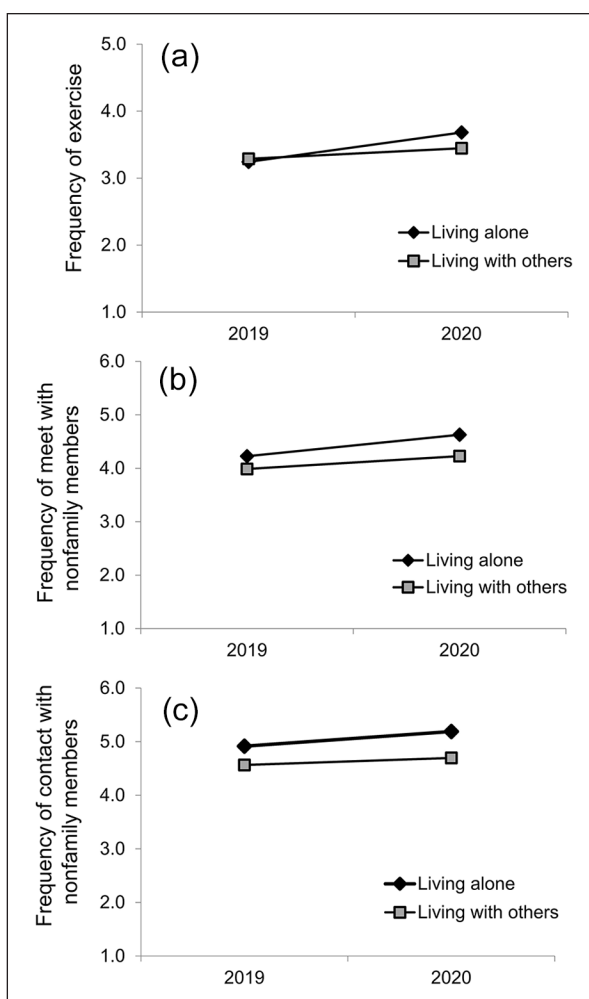 (a)
Frequency of exercise
5.0
4.0
3.0
2.0
1.0
Living alone
Living with others
2019
2020
(b)
Frequency of meet with
nonfamily members
6.0
5.0
4.0
3.0
2.0
1.0
Living alone
Living with others
2019
2020
(c)
Frequency of contact with
nonfamily members
6.0
5.0
4.0
3.0
2.0
1.0
Living alone
Living with others
2019
2020